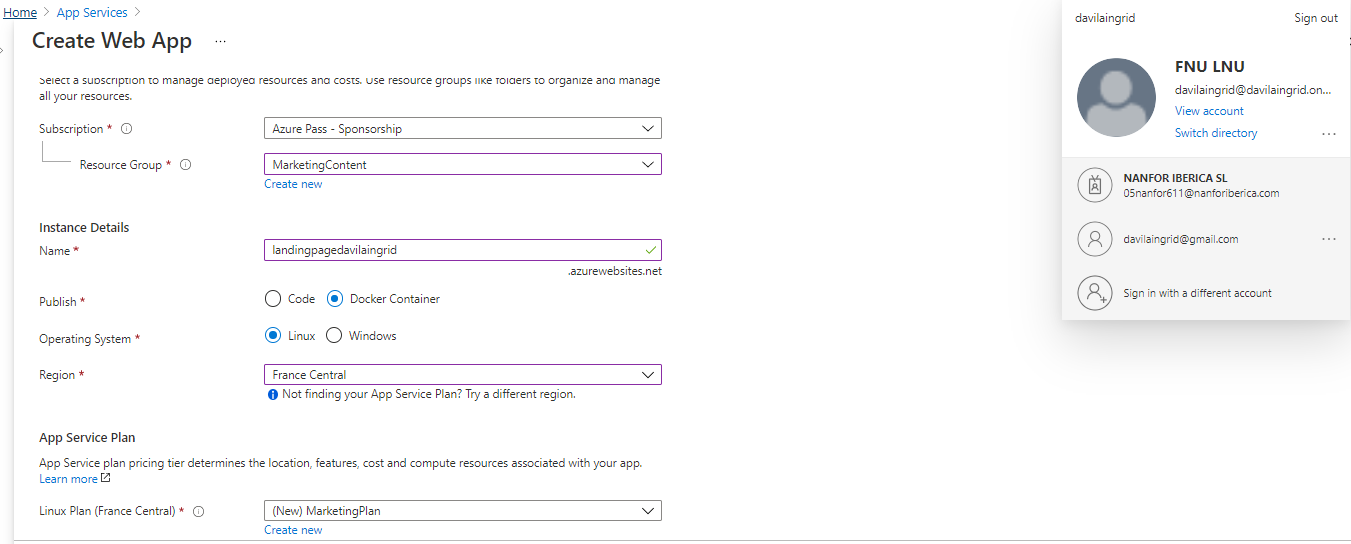 Home > App Services >
Create Web App ...
Select a subscription to manage deployed resources and costs. Use resource groups like folders to organize and manage
all your resources.
Subscription *
Azure Pass - Sponsorship
Resource Group *
MarketingContent
Create new
Instance Details
Name *
landingpagedavilaingrid
.azurewebsites.net
Publish *
Code
Docker Container
Operating System *
Linux
Windows
Region *
France Central
Not finding your App Service Plan? Try a different region.
App Service Plan
App Service plan pricing tier determines the location, features, cost and compute resources associated with your app.
Learn more
Linux Plan (France Central) *
(New) MarketingPlan
Create new
davilaingrid
Sign out
FNU LNU
davilaingrid@davilaingrid.on...
View account
Switch directory
...
NANFOR IBERICA SL
05nanfor611@nanforiberica.com
davilaingrid@gmail.com
...
Sign in with a different account